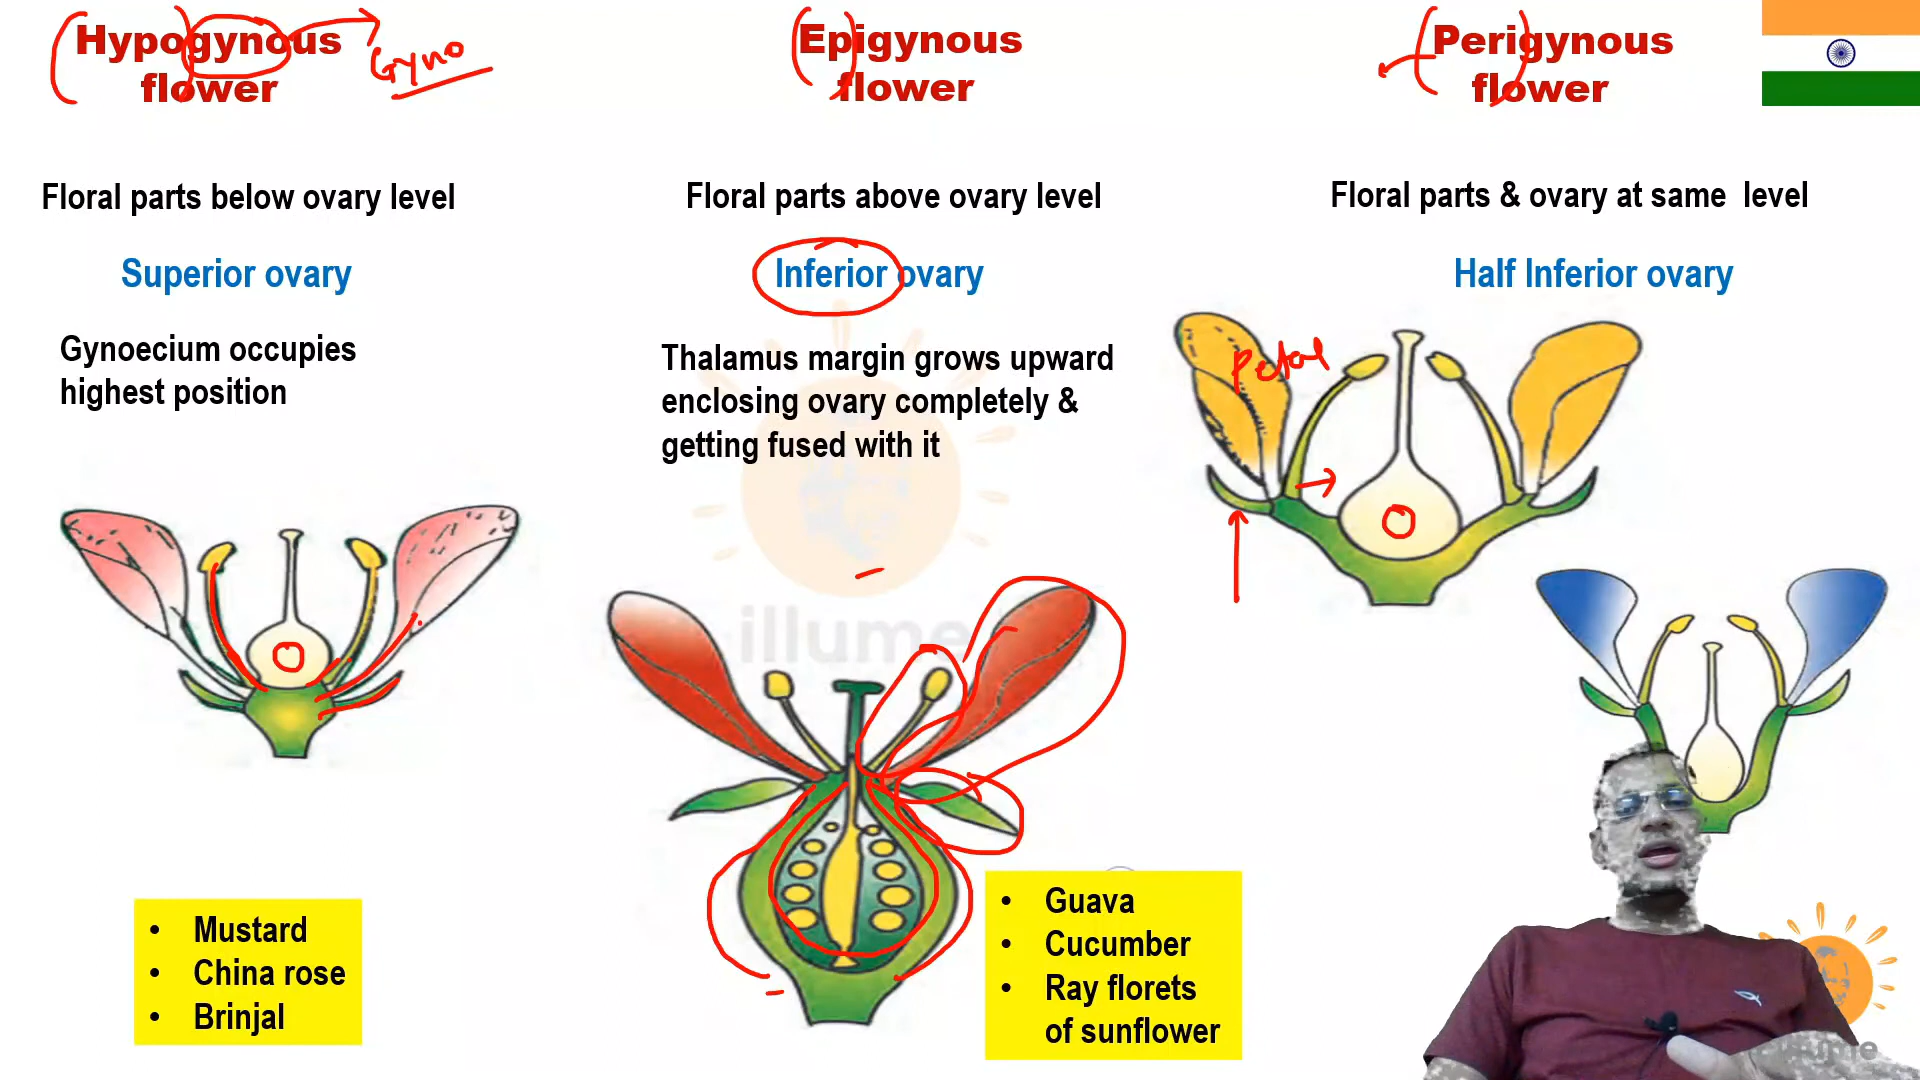 Hypogynous
flower
Gyno
Floral parts below ovary level
Superior ovary
Gynoecium occupies
highest position
• Mustard
• China rose
• Brinjal
Epigynous
flower
Floral parts above ovary level
Inferior ovary
Thalamus margin grows upward
enclosing ovary completely &
getting fused with it
illume
• Guava
• Cucumber
• Ray florets
of sunflower
Perigynous
flower
Floral parts & ovary at same level
Half Inferior ovary
Petal